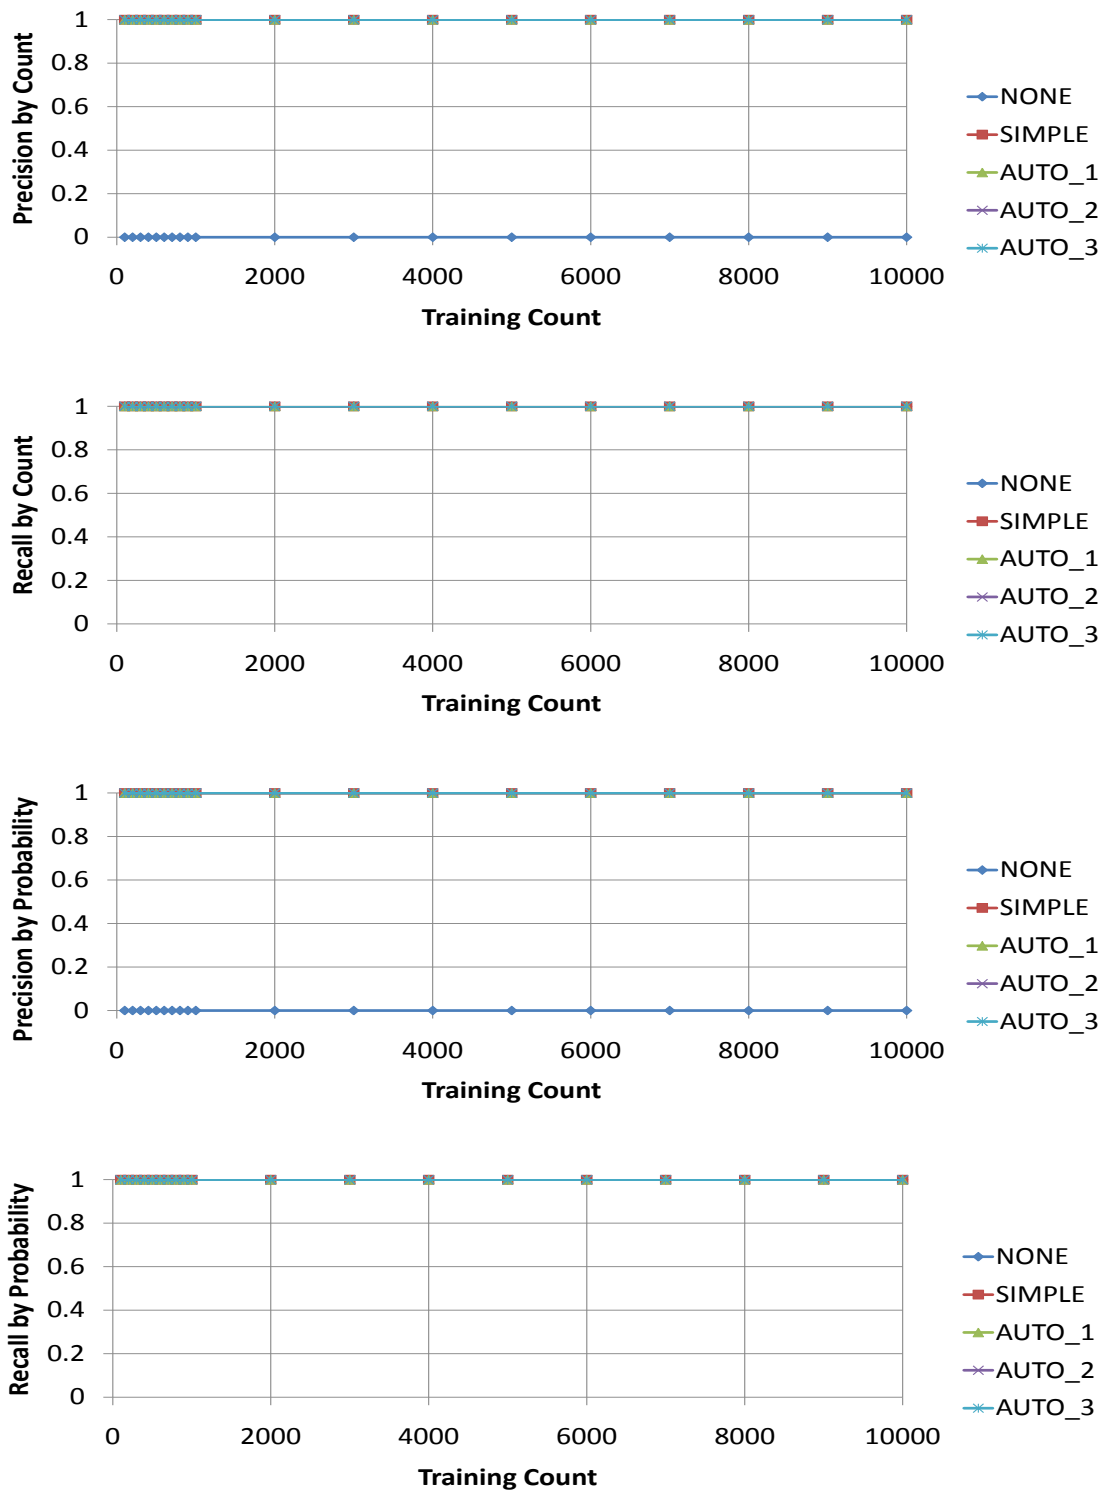 Precision by Count
1
0.8
0.6
0.4
0.2
0
0 2000 4000 6000 8000 10000
Training Count
NONE
SIMPLE
AUTO_1
AUTO_2
AUTO_3
Recall by Count
1
0.8
0.6
0.4
0.2
0
0 2000 4000 6000 8000 10000
Training Count
NONE
SIMPLE
AUTO_1
AUTO_2
AUTO_3
Precision by Probability
1
0.8
0.6
0.4
0.2
0
0 2000 4000 6000 8000 10000
Training Count
NONE
SIMPLE
AUTO_1
AUTO_2
AUTO_3
Recall by Probability
1
0.8
0.6
0.4
0.2
0
0 2000 4000 6000 8000 10000
Training Count
NONE
SIMPLE
AUTO_1
AUTO_2
AUTO_3